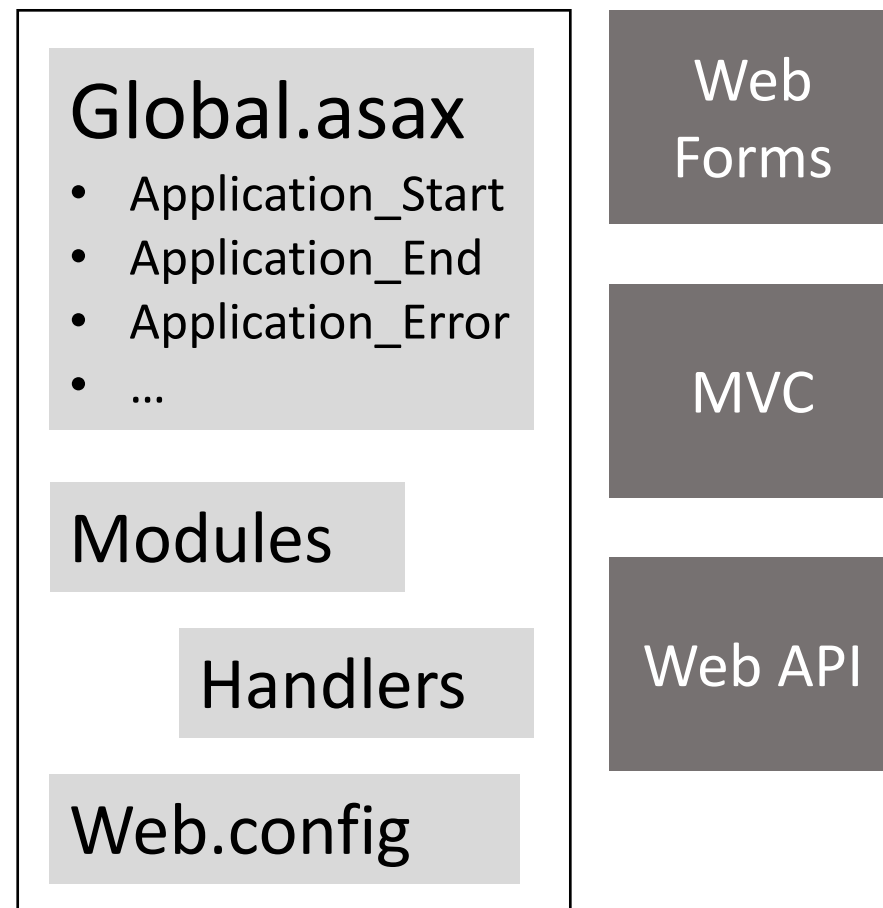 Global.asax
• Application_Start
• Application_End
• Application_Error
• ...
Modules
Handlers
Web.config
Web
Forms
MVC
Web API